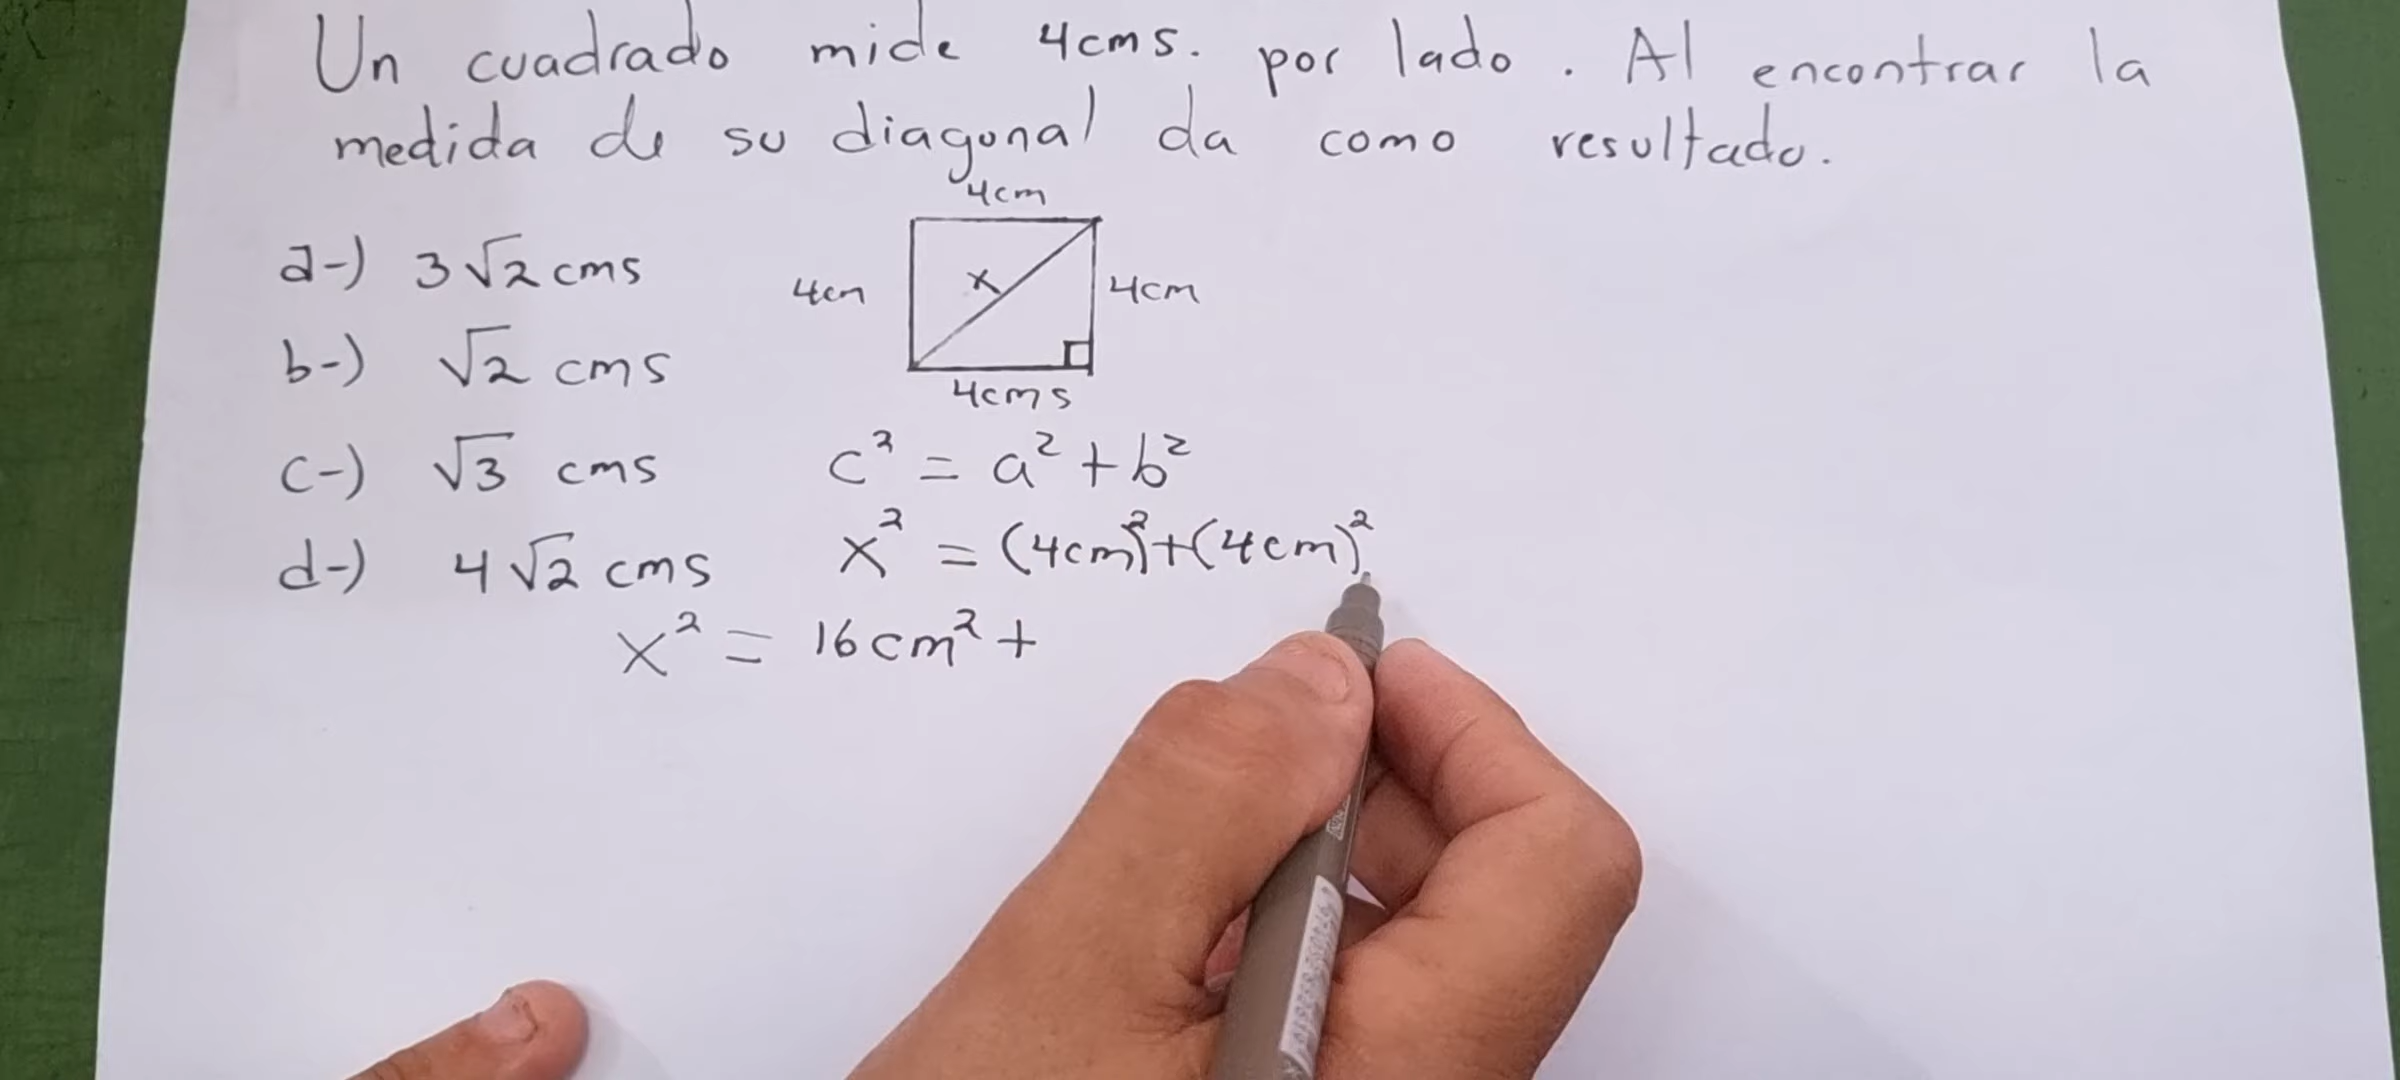 Un cuadrado mide 4cms. por lado. Al encontrar la
medida de su diagonal da como resultado.
4cm
a-) 3√2 cms
x
4cm
4cm
b-) √2 cms
4cms
c-) √3 cms
c² = a² + b²
d-) 4√2 cms
x² = (4cm)² + (4cm)²
x² = 16cm² +